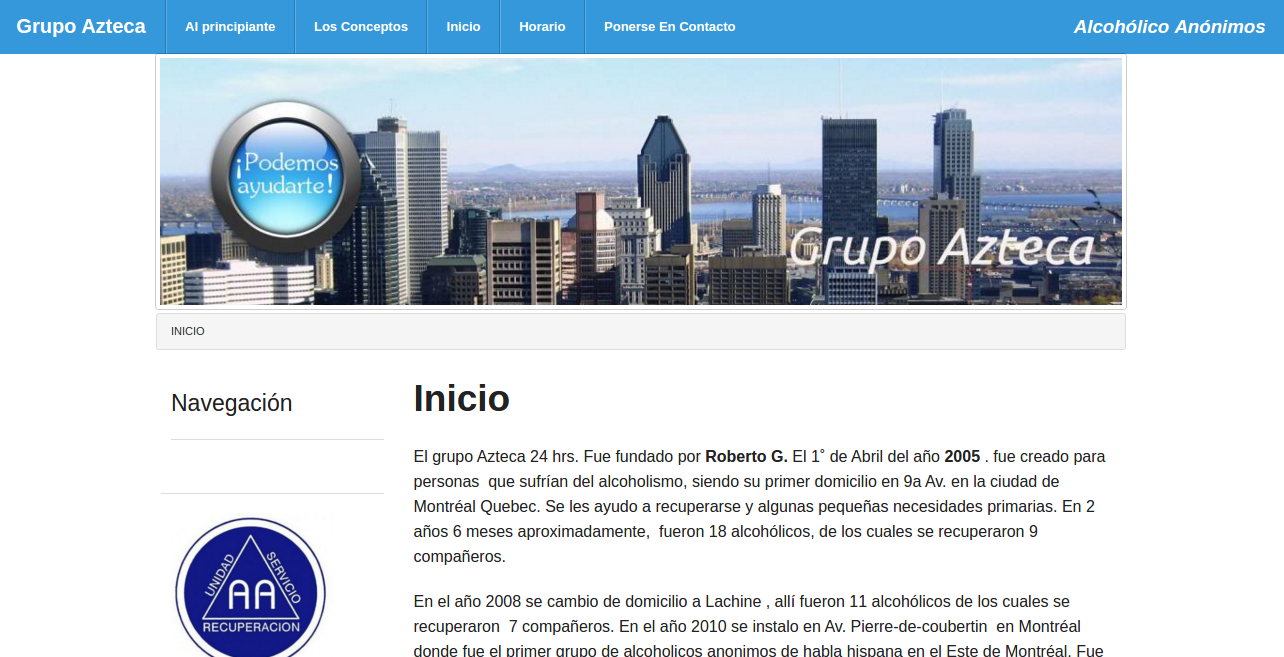 Grupo Azteca
Al principiante
Los Conceptos
Inicio
Horario
Ponerse En Contacto
Alcohólico Anónimos
¡Podemos
ayudarte!
Grupo Azteca
INICIO
Navegación
Inicio
El grupo Azteca 24 hrs. Fue fundado por Roberto G. El 1˚ de Abril del año 2005 . fue creado para
personas  que sufrían del alcoholismo, siendo su primer domicilio en 9a Av. en la ciudad de
Montréal Quebec. Se les ayudo a recuperarse y algunas pequeñas necesidades primarias. En 2
años 6 meses aproximadamente,  fueron 18 alcohólicos, de los cuales se recuperaron 9
compañeros.
En el año 2008 se cambio de domicilio a Lachine , allí fueron 11 alcohólicos de los cuales se
recuperaron  7 compañeros. En el año 2010 se instalo en Av. Pierre-de-coubertin  en Montréal
donde fue el primer grupo de alcoholicos anonimos de habla hispana en el Este de Montréal. Fue
UNIDAD
SERVICIO
AA
RECUPERACION